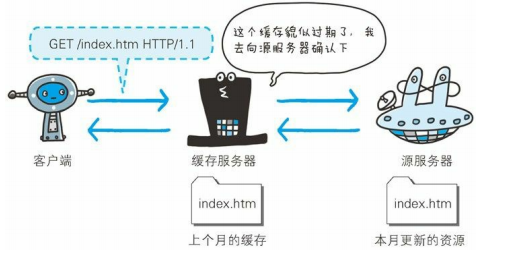 GET /index.htm HTTP/1.1
这个缓存貌似过期了，我
去向源服务器确认下
客户端
缓存服务器
源服务器
index.htm
index.htm
上个月的缓存
本月更新的资源